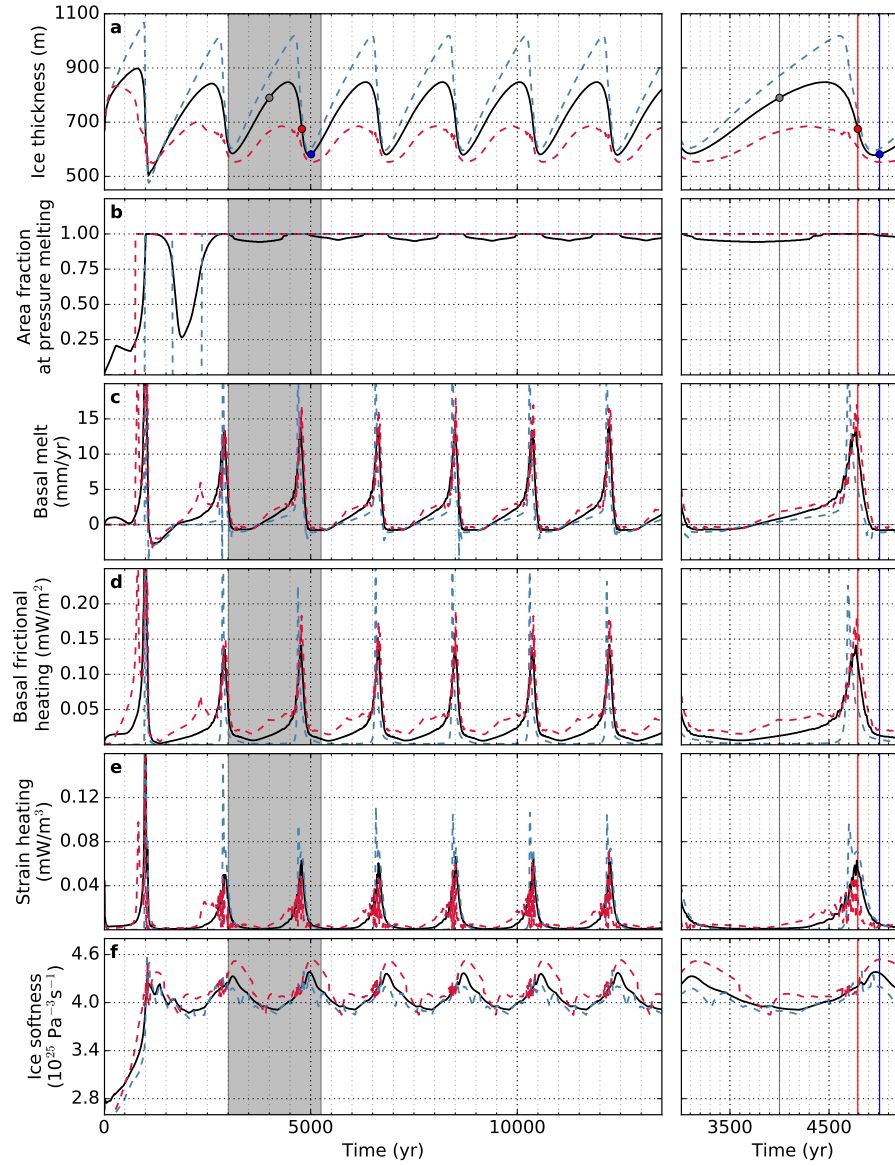 a
Ice thickness (m)
1100
900
700
500
b
Area fraction
at pressure melting
1.00
0.75
0.50
0.25
c
Basal melt
(mm/yr)
15
10
5
0
d
Basal frictional
heating (mW/m²)
0.20
0.15
0.10
0.05
e
Strain heating
(mW/m³)
0.12
0.08
0.04
f
Ice softness
(10²⁵ Pa⁻³s⁻¹)
4.6
4.0
3.4
2.8
0 5000 10000
Time (yr)
3500 4500
Time (yr)